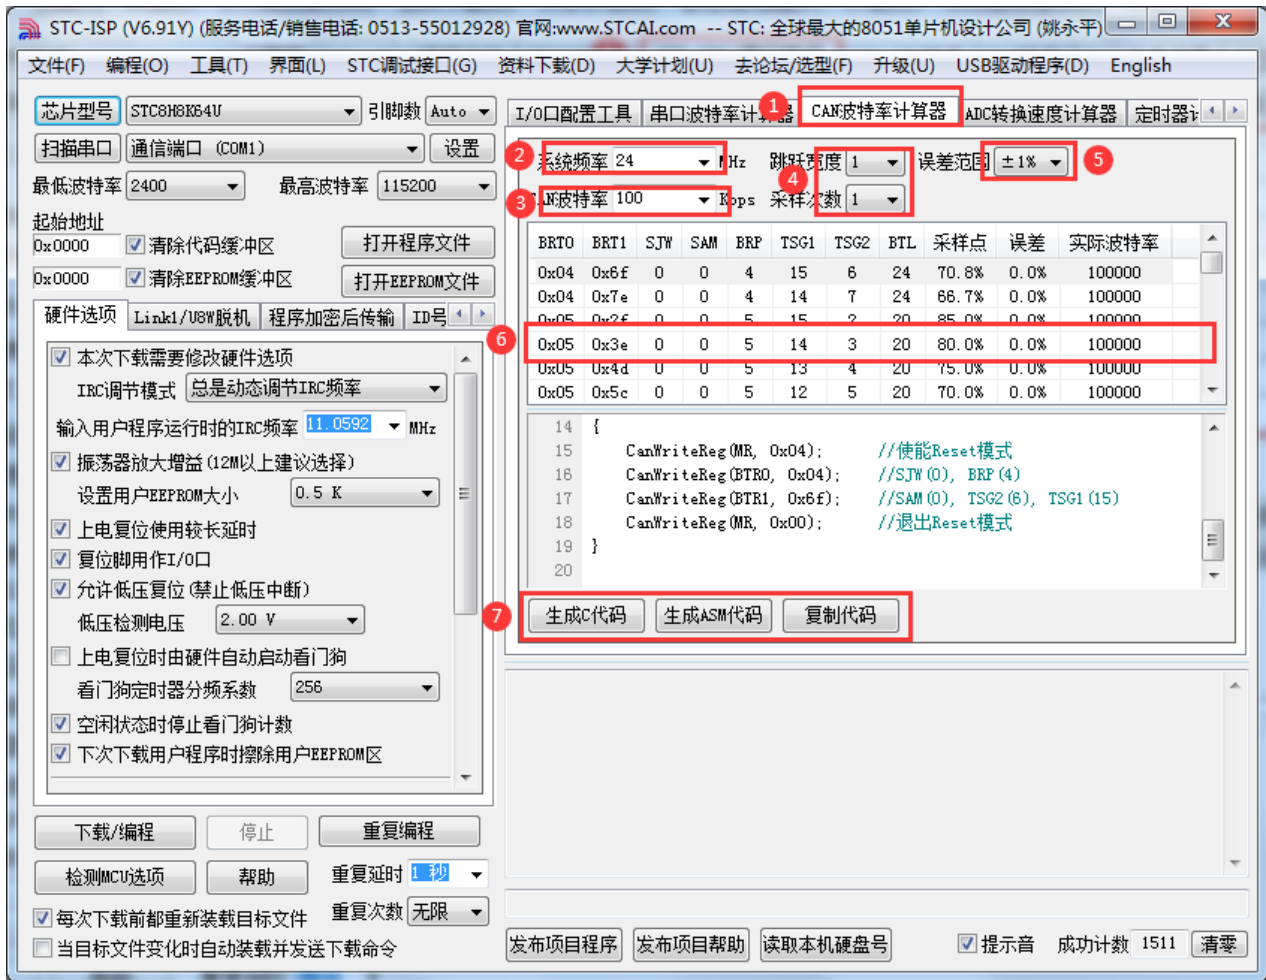 STC-ISP (V6.91Y) (服务电话/销售电话: 0513-55012928) 官网:www.STCAI.com -- STC: 全球最大的8051单片机设计公司 (姚永平)
文件(F) 编程(O) 工具(T) 界面(L) STC调试接口(G) 资料下载(D) 大学计划(U) 去论坛/选型(F) 升级(U) USB驱动程序(D) English
芯片型号 STC8H8K64U 引脚数 Auto
扫描串口 通信端口 (COM1) 设置
最低波特率 2400 最高波特率 115200
起始地址
0x0000 清除代码缓冲区 打开程序文件
0x0000 清除EEPROM缓冲区 打开EEPROM文件
硬件选项 Link1/U8W脱机 程序加密后传输 ID号
本次下载需要修改硬件选项
IRC调节模式 总是动态调节IRC频率
输入用户程序运行时的IRC频率 11.0592 MHz
振荡器放大增益(12M以上建议选择)
设置用户EEPROM大小 0.5 K
上电复位使用较长延时
复位脚用作I/O口
允许低压复位(禁止低压中断)
低压检测电压 2.00 V
上电复位时由硬件自动启动看门狗
看门狗定时器分频系数 256
空闲状态时停止看门狗计数
下次下载用户程序时擦除用户EEPROM区
下载/编程 停止 重复编程
检测MCU选项 帮助 重复延时 1 秒
每次下载前都重新装载目标文件 重复次数 无限
当目标文件变化时自动装载并发送下载命令
I/O口配置工具 串口波特率计算器 1 CAN波特率计算器 ADC转换速度计算器 定时器计
2 系统频率 24 MHz 跳跃宽度 1 误差范围 ±1% 5
3 CAN波特率 100 Kbps 4 采样次数 1
BRT0 BRT1 SJW SAM BRP TSG1 TSG2 BTL 采样点 误差 实际波特率
0x04 0x6f 0 0 4 15 6 24 70.8% 0.0% 100000
0x04 0x7e 0 0 4 14 7 24 66.7% 0.0% 100000
0x05 0x2f 0 0 5 15 2 20 85.0% 0.0% 100000
6 0x05 0x3e 0 0 5 14 3 20 80.0% 0.0% 100000
0x05 0x4d 0 0 5 13 4 20 75.0% 0.0% 100000
0x05 0x5c 0 0 5 12 5 20 70.0% 0.0% 100000
14 {
15 CanWriteReg(MR, 0x04); //使能Reset模式
16 CanWriteReg(BTR0, 0x04); //SJW(0), BRP(4)
17 CanWriteReg(BTR1, 0x6f); //SAM(0), TSG2(6), TSG1(15)
18 CanWriteReg(MR, 0x00); //退出Reset模式
19 }
20
7 生成C代码 生成ASM代码 复制代码
发布项目程序 发布项目帮助 读取本机硬盘号 提示音 成功计数 1511 清零